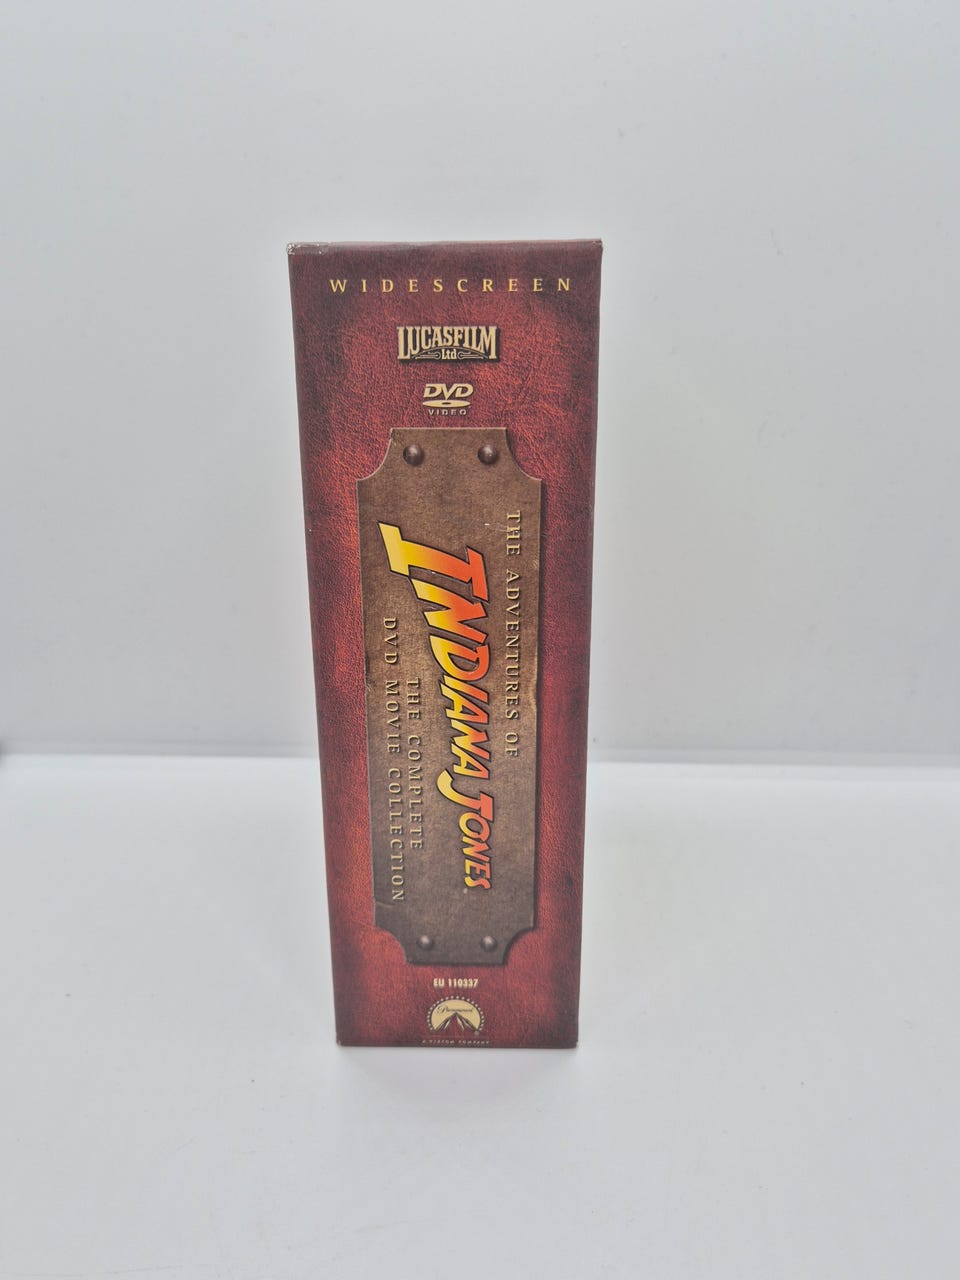 WIDESCREEN
LUCASFILM
Ltd
DVD
VIDEO
THE ADVENTURES OF
INDIANA JONES
THE COMPLETE
DVD MOVIE COLLECTION
EU 110337
Paramount
A VIACOM COMPANY